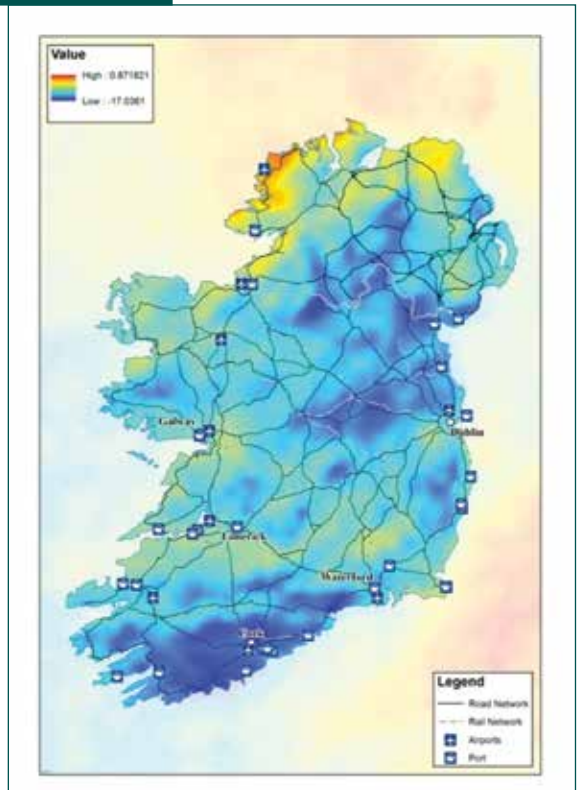 Value
High : 0.871821
Low : -17.0361
Galway
Dublin
Limerick
Waterford
Cork
Legend
Road Network
Rail Network
Airports
Port